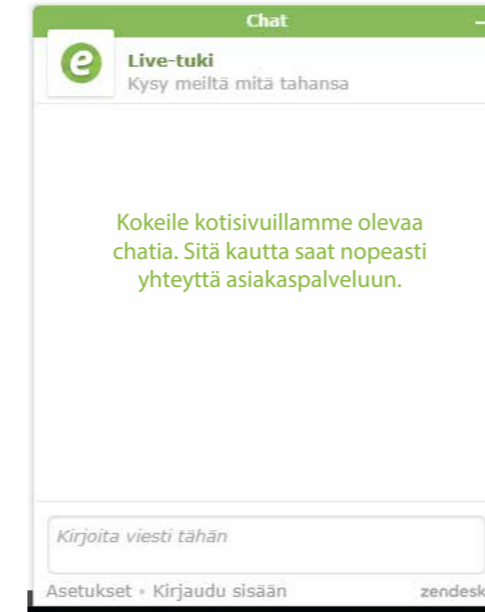 Chat
e
Live-tuki
Kysy meiltä mitä tahansa
Kokeile kotisivuillamme olevaa
chatia. Sitä kautta saat nopeasti
yhteyttä asiakaspalveluun.
Kirjoita viesti tähän
Asetukset • Kirjaudu sisään zendesk